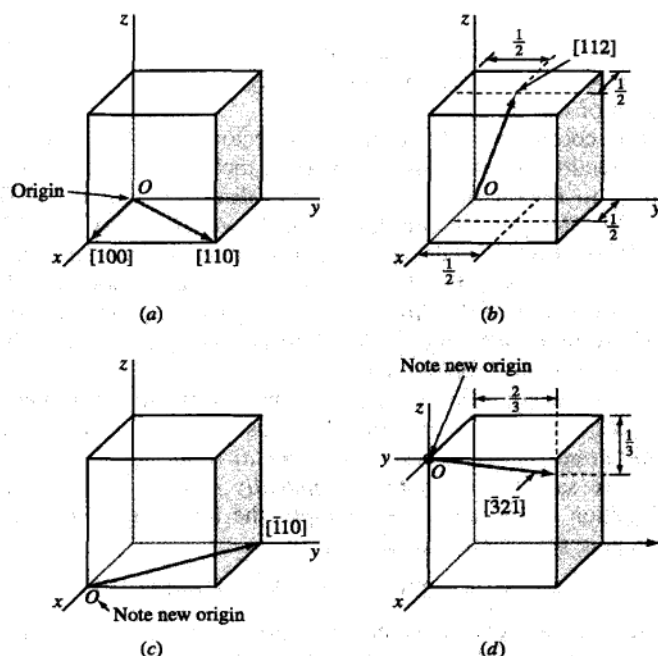 z
Origin
O
y
x
[100]
[110]
(a)
z
1/2
[112]
1/2
O
y
1/2
x
1/2
(b)
z
[1̄10]
y
x
O
Note new origin
(c)
Note new origin
z
2/3
y
O
1/3
[3̄21̄]
x
(d)